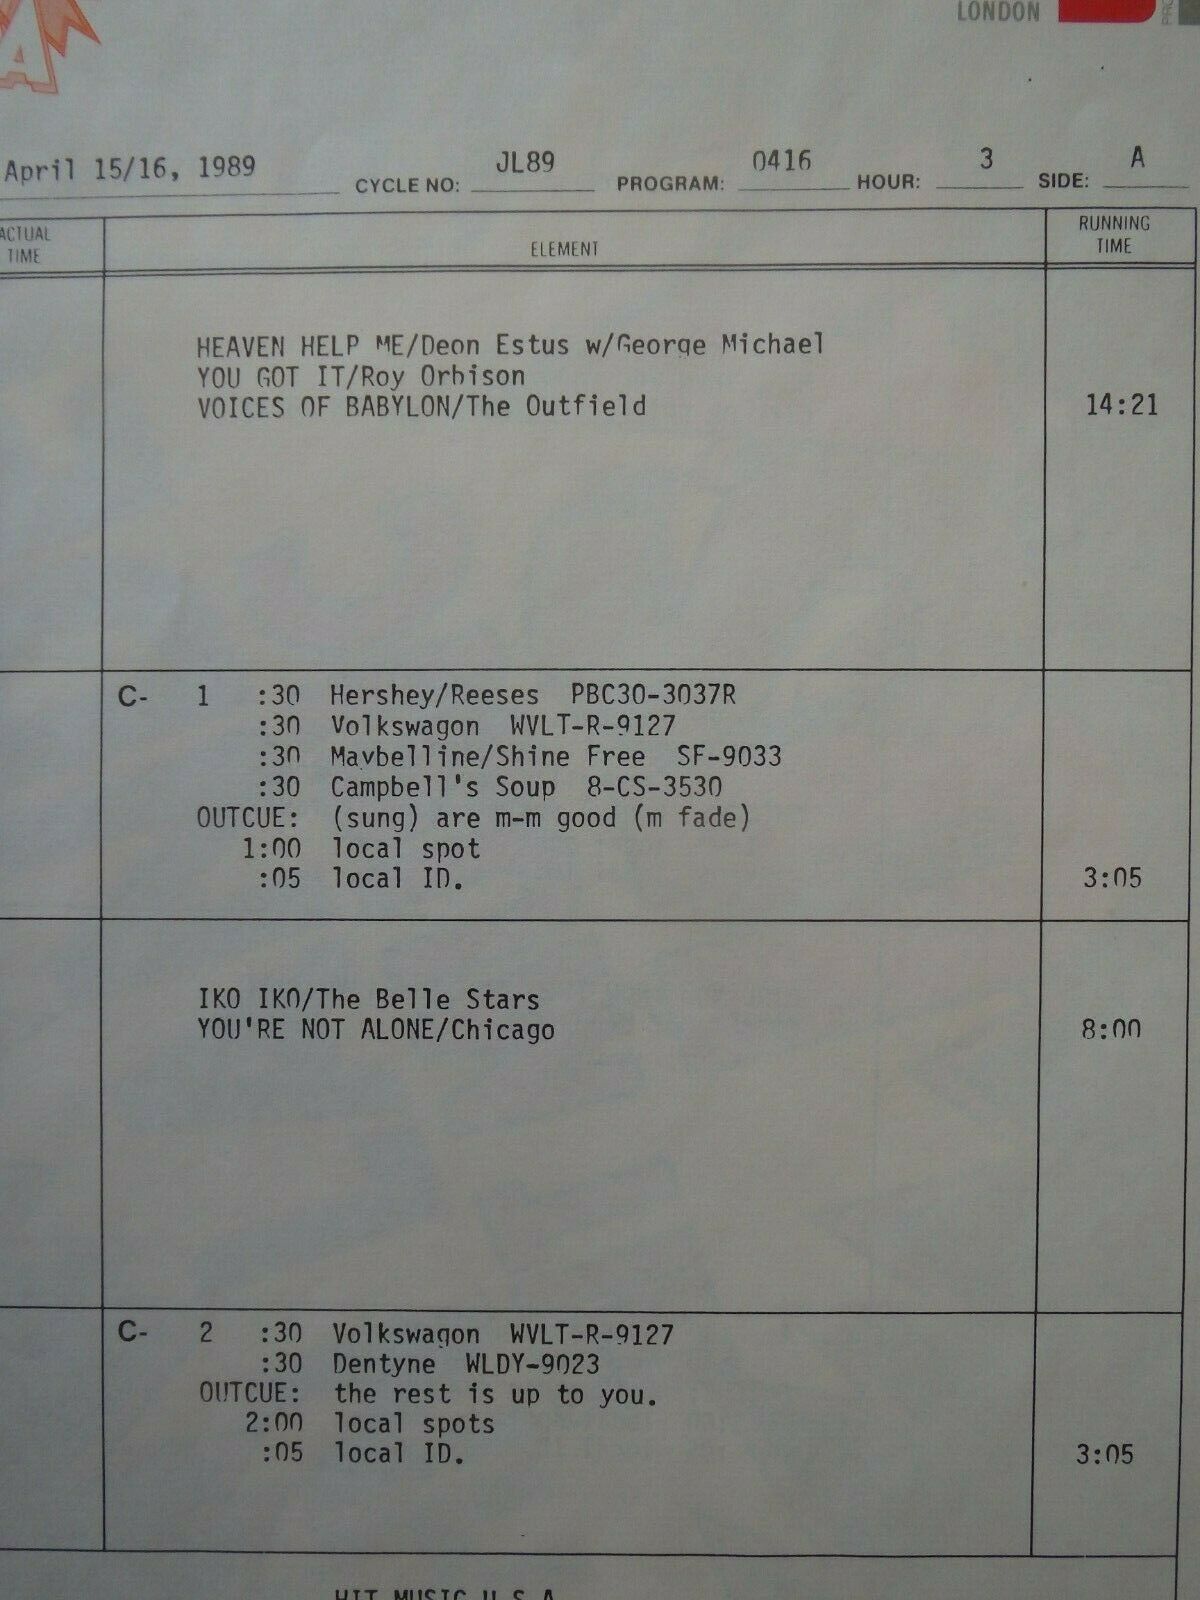 LONDON
April 15/16, 1989 CYCLE NO: JL89 PROGRAM: 0416 HOUR: 3 SIDE: A
ACTUAL TIME ELEMENT RUNNING TIME
HEAVEN HELP ME/Deon Estus w/George Michael
YOU GOT IT/Roy Orbison
VOICES OF BABYLON/The Outfield 14:21
C- 1 :30 Hershey/Reeses PBC30-3037R
:30 Volkswagon WVLT-R-9127
:30 Maybelline/Shine Free SF-9033
:30 Campbell's Soup 8-CS-3530
OUTCUE: (sung) are m-m good (m fade)
1:00 local spot
:05 local ID. 3:05
IKO IKO/The Belle Stars
YOU'RE NOT ALONE/Chicago 8:00
C- 2 :30 Volkswagon WVLT-R-9127
:30 Dentyne WLDY-9023
OUTCUE: the rest is up to you.
2:00 local spots
:05 local ID. 3:05
HIT MUSIC U.S.A.